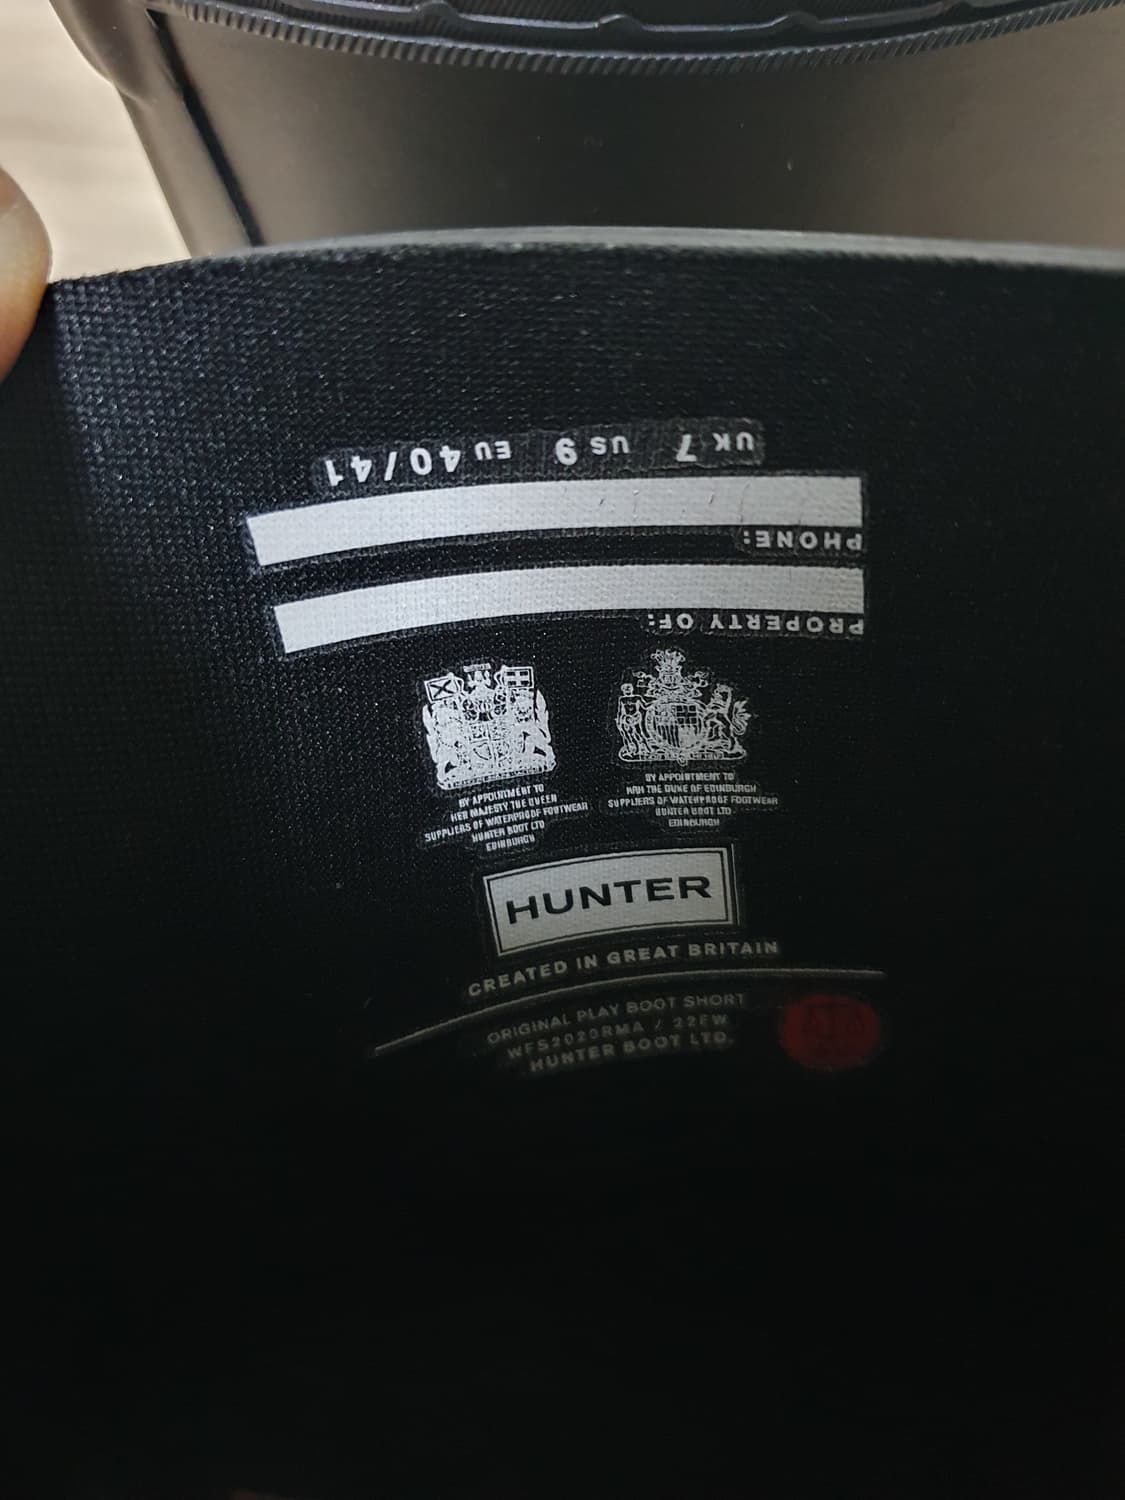 UK 7 US 9 EU 40/41
PHONE:
PROPERTY OF:
BY APPOINTMENT TO
HER MAJESTY THE QUEEN
SUPPLIERS OF WATERPROOF FOOTWEAR
HUNTER BOOT LTD
EDINBURGH
BY APPOINTMENT TO
HRH THE DUKE OF EDINBURGH
SUPPLIERS OF WATERPROOF FOOTWEAR
HUNTER BOOT LTD
EDINBURGH
HUNTER
CREATED IN GREAT BRITAIN
ORIGINAL PLAY BOOT SHORT
WFS2020RMA / 22FW
HUNTER BOOT LTD.